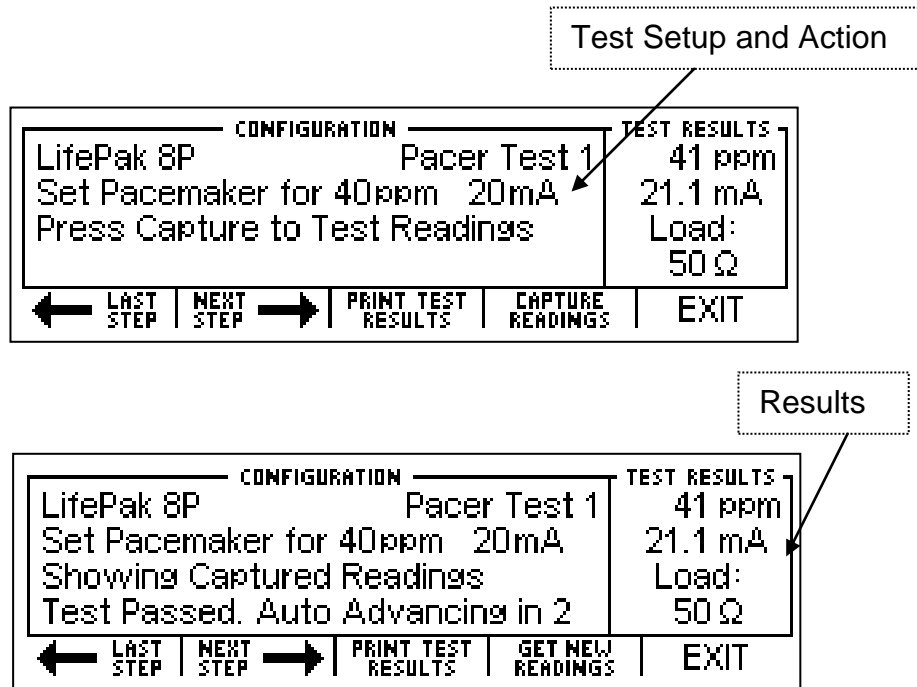 Test Setup and Action
CONFIGURATION TEST RESULTS
LifePak 8P Pacer Test 1 41 ppm
Set Pacemaker for 40ppm 20mA 21.1 mA
Press Capture to Test Readings Load:
50 Ω
LAST STEP NEXT STEP PRINT TEST RESULTS CAPTURE READINGS EXIT
Results
CONFIGURATION TEST RESULTS
LifePak 8P Pacer Test 1 41 ppm
Set Pacemaker for 40ppm 20mA 21.1 mA
Showing Captured Readings Load:
Test Passed. Auto Advancing in 2 50 Ω
LAST STEP NEXT STEP PRINT TEST RESULTS GET NEW READINGS EXIT